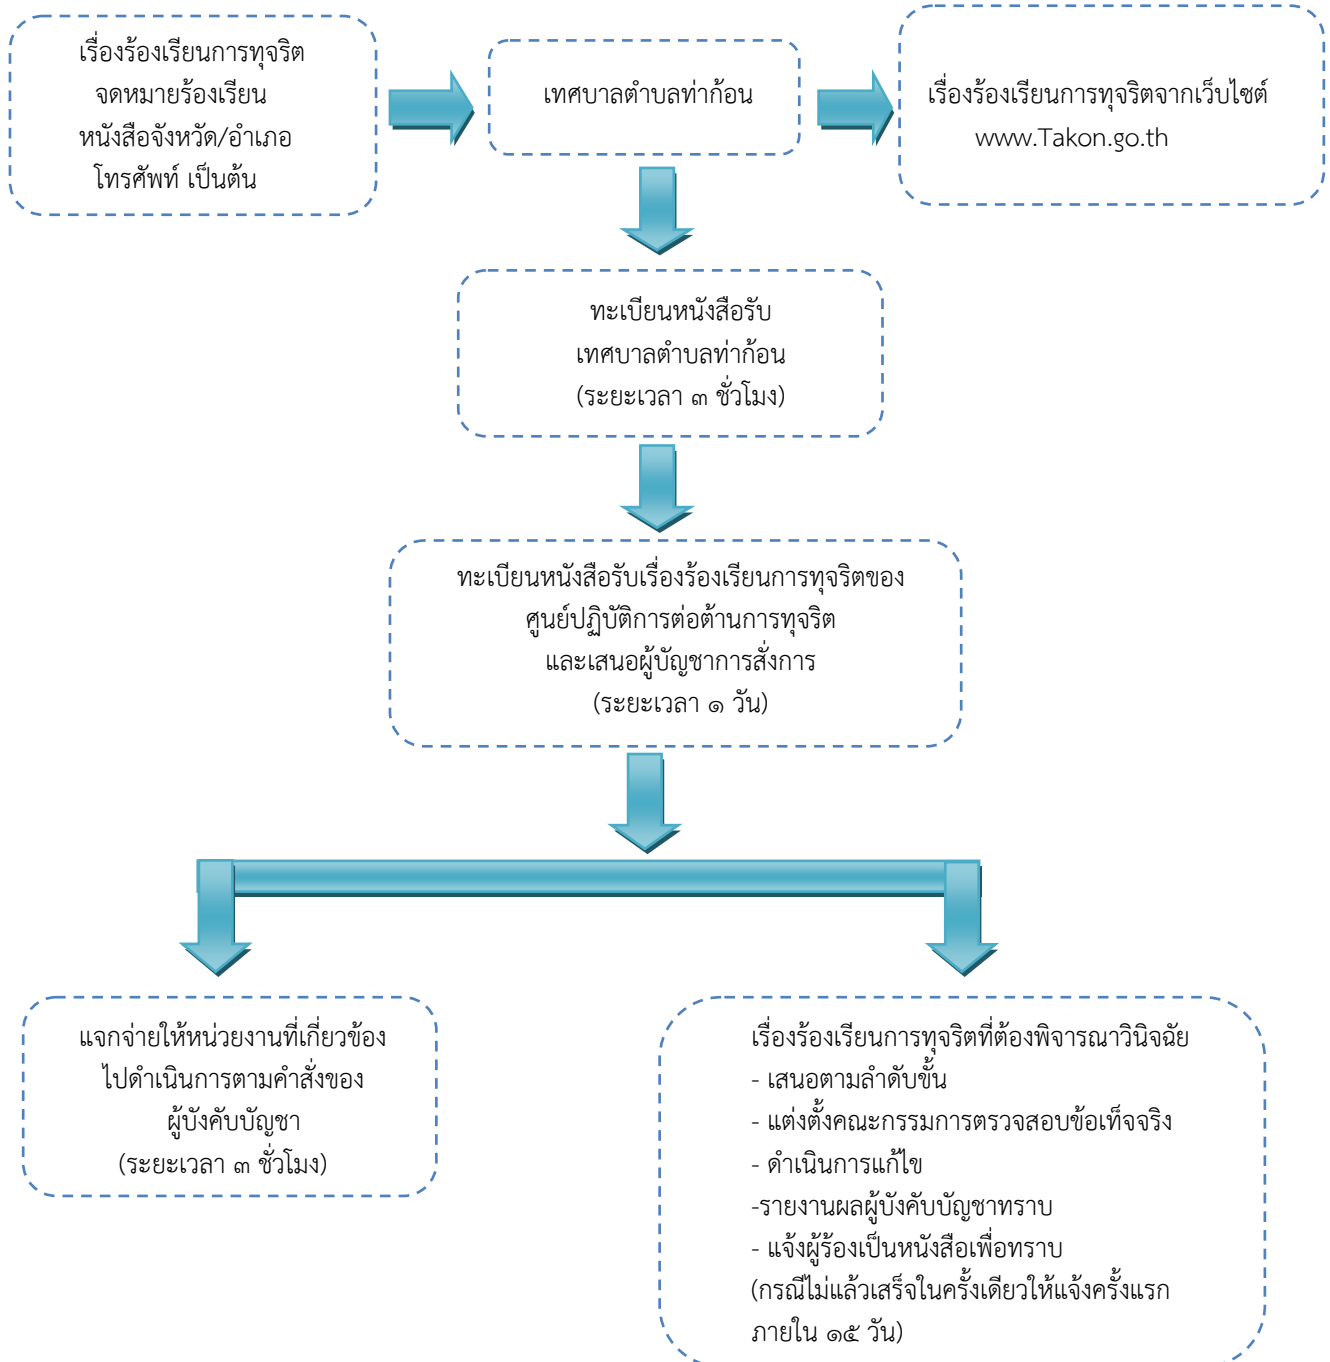 เรื่องร้องเรียนการทุจริต
จดหมายร้องเรียน
หนังสือจังหวัด/อำเภอ
โทรศัพท์ เป็นต้น
เทศบาลตำบลท่าก้อน
เรื่องร้องเรียนการทุจริตจากเว็บไซต์
www.Takon.go.th
ทะเบียนหนังสือรับ
เทศบาลตำบลท่าก้อน
(ระยะเวลา ๓ ชั่วโมง)
ทะเบียนหนังสือรับเรื่องร้องเรียนการทุจริตของ
ศูนย์ปฏิบัติการต่อต้านการทุจริต
และเสนอผู้บัญชาการสั่งการ
(ระยะเวลา ๑ วัน)
แจกจ่ายให้หน่วยงานที่เกี่ยวข้อง
ไปดำเนินการตามคำสั่งของ
ผู้บังคับบัญชา
(ระยะเวลา ๓ ชั่วโมง)
เรื่องร้องเรียนการทุจริตที่ต้องพิจารณาวินิจฉัย
- เสนอตามลำดับขั้น
- แต่งตั้งคณะกรรมการตรวจสอบข้อเท็จจริง
- ดำเนินการแก้ไข
-รายงานผลผู้บังคับบัญชาทราบ
- แจ้งผู้ร้องเป็นหนังสือเพื่อทราบ
(กรณีไม่แล้วเสร็จในครั้งเดียวให้แจ้งครั้งแรก
ภายใน ๑๕ วัน)